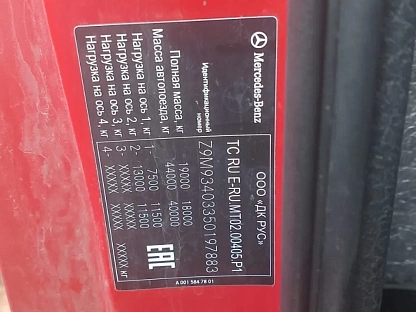 Mercedes-Benz ООО «ДК РУС»
TC RU E-RU.MT02.00405.P1
Идентификационный номер Z9M93403350197883
Полная масса, кг 19000 18000
Масса автопоезда, кг 44000 40000
Нагрузка на ось 1, кг 1- 7500
Нагрузка на ось 2, кг 2- 13000 11500
Нагрузка на ось 3, кг 3- XXXXX XXXXX
Нагрузка на ось 4, кг 4- XXXXX XXXXX кг
EAC
A 001 584 78 01